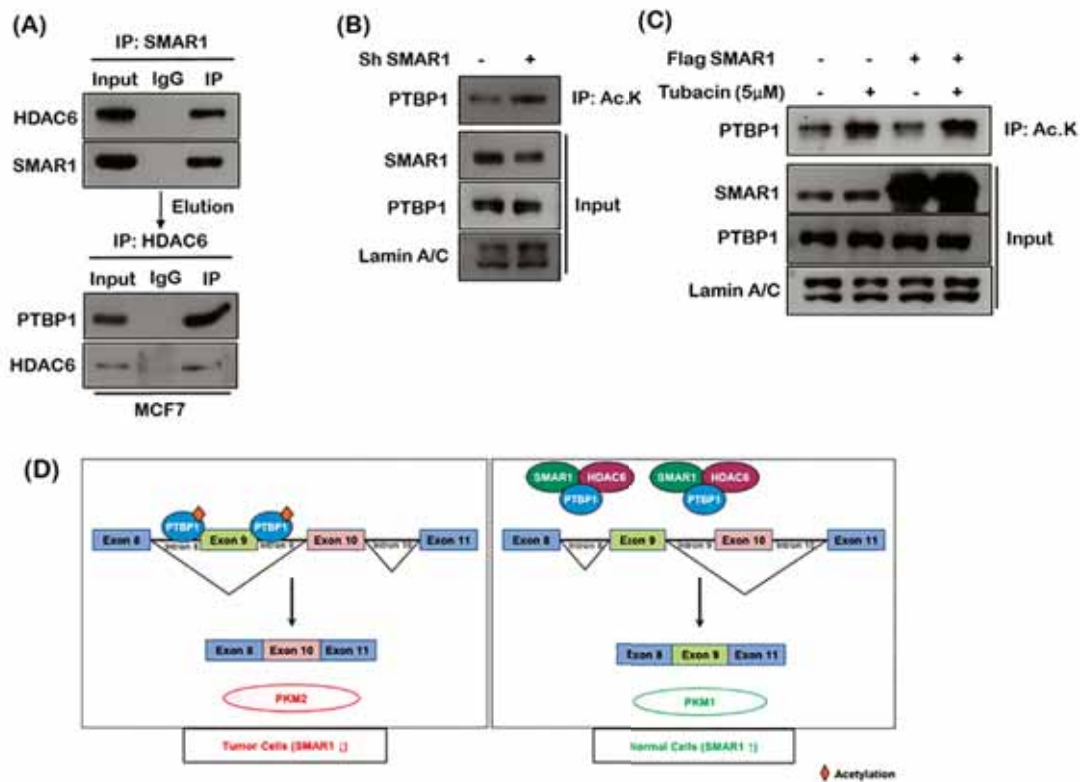 (A)
IP: SMAR1
Input IgG IP
HDAC6
SMAR1
Elution
IP: HDAC6
Input IgG IP
PTBP1
HDAC6
MCF7
(B)
Sh SMAR1 - +
PTBP1 IP: Ac.K
SMAR1
PTBP1 Input
Lamin A/C
(C)
Flag SMAR1 - - + +
Tubacin (5μM) - + - +
PTBP1 IP: Ac.K
SMAR1
PTBP1 Input
Lamin A/C
(D)
PTBP1 PTBP1
Exon 8 Exon 9 Exon 10 Exon 11
Exon 8 Exon 10 Exon 11
PKM2
Tumor Cells (SMAR1 ↓)
SMAR1 HDAC6 SMAR1 HDAC6
PTBP1 PTBP1
Exon 8 Exon 9 Exon 10 Exon 11
Intron 8 Intron 9
Exon 8 Exon 9 Exon 11
PKM1
Normal Cells (SMAR1 ↑)
Acetylation